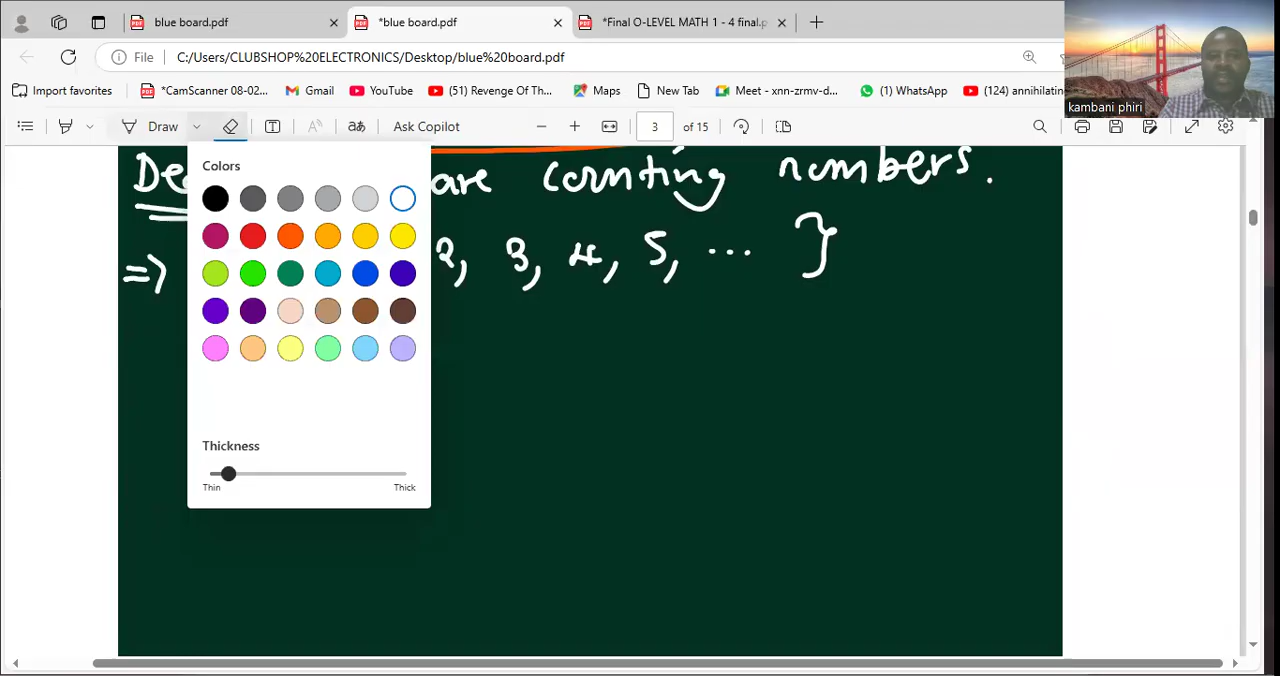 blue board.pdf
*blue board.pdf
*Final O-LEVEL MATH 1 - 4 final.p
File
C:/Users/CLUBSHOP%20ELECTRONICS/Desktop/blue%20board.pdf
kambani phiri
Import favorites
*CamScanner 08-02...
Gmail
YouTube
(51) Revenge Of Th...
Maps
New Tab
Meet - xnn-zrmv-d...
(1) WhatsApp
(124) annihilating
Draw
Ask Copilot
3 of 15
are counting numbers.
=> 2, 3, 4, 5, ... }
Colors
Thickness
Thin
Thick